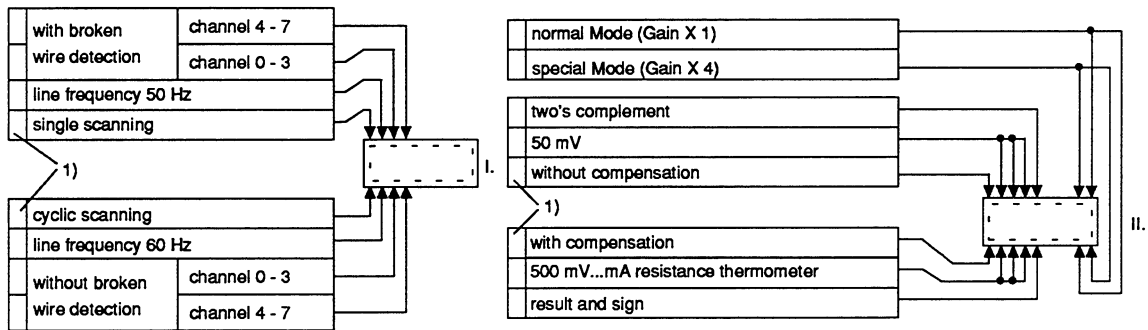 with broken
wire detection
channel 4 - 7
channel 0 - 3
line frequency 50 Hz
single scanning
1)
I.
cyclic scanning
line frequency 60 Hz
without broken
wire detection
channel 0 - 3
channel 4 - 7
normal Mode (Gain X 1)
special Mode (Gain X 4)
two's complement
50 mV
without compensation
1)
II.
with compensation
500 mV...mA resistance thermometer
result and sign